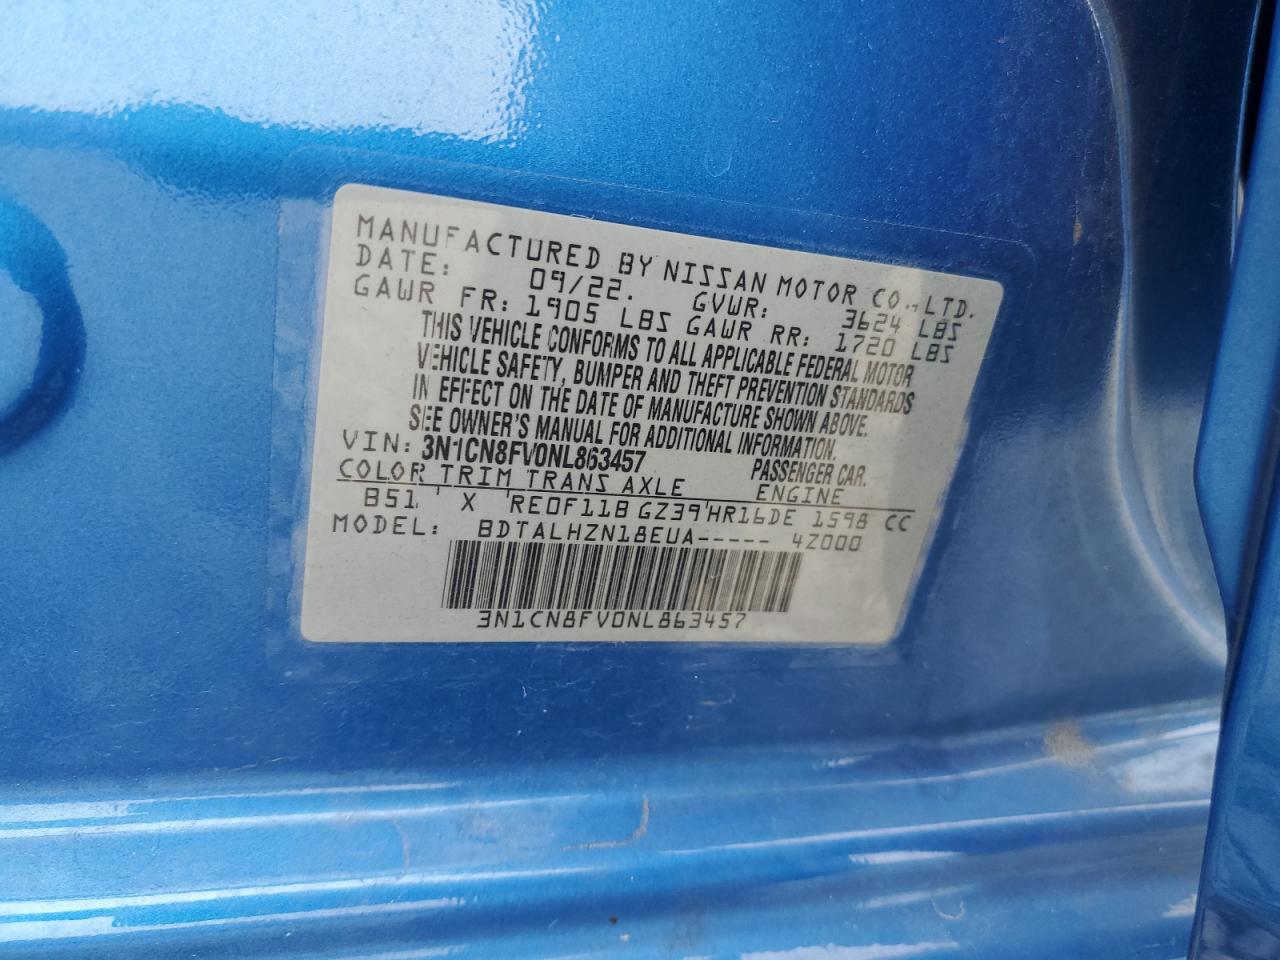 MANUFACTURED BY NISSAN MOTOR CO.,LTD.
DATE: 09/22. GVWR: 3624 LBS
GAWR FR: 1905 LBS GAWR RR: 1720 LBS
THIS VEHICLE CONFORMS TO ALL APPLICABLE FEDERAL MOTOR
VEHICLE SAFETY, BUMPER AND THEFT PREVENTION STANDARDS
IN EFFECT ON THE DATE OF MANUFACTURE SHOWN ABOVE.
SEE OWNER'S MANUAL FOR ADDITIONAL INFORMATION.
VIN: 3N1CN8FV0NL863457 PASSENGER CAR.
COLOR TRIM TRANS AXLE ENGINE
B51 ' X ' RE0F11B GZ39'HR16DE 1598 CC
MODEL: BDTALHZN18EUA----- 4Z000
3N1CN8FV0NL863457